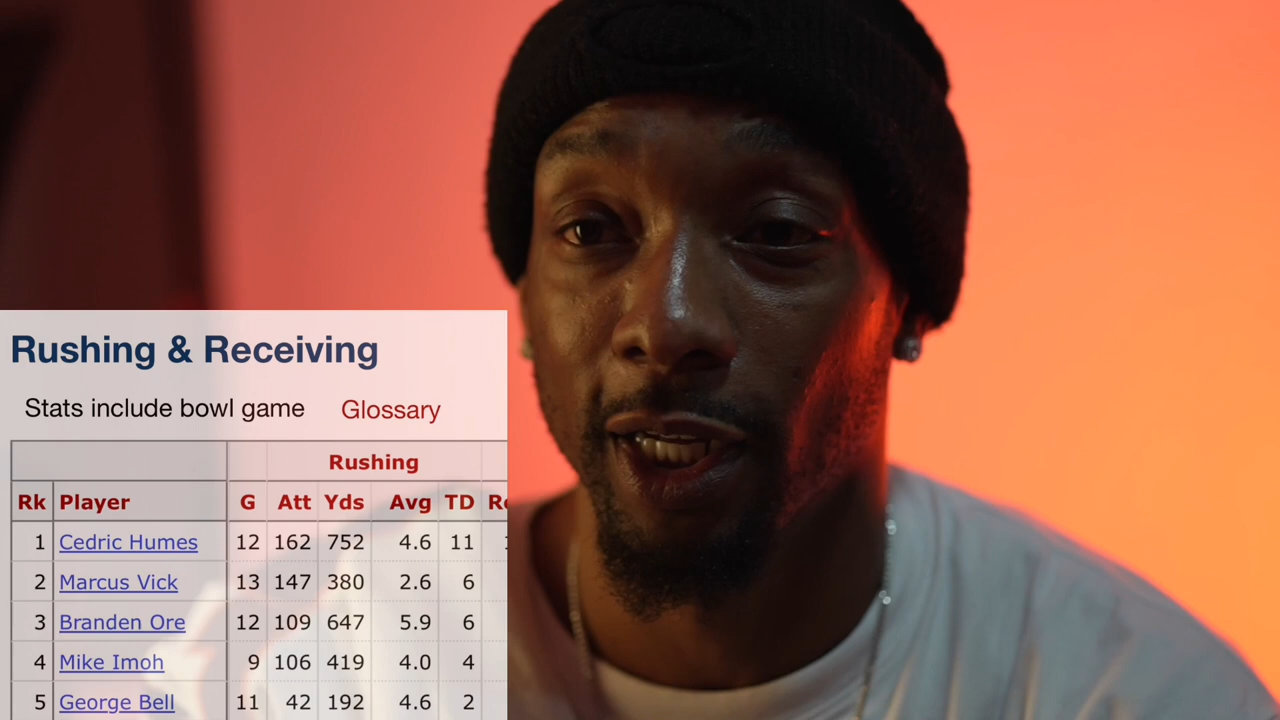 Rushing & Receiving
Stats include bowl game Glossary
Rushing
Rk Player G Att Yds Avg TD
1 Cedric Humes 12 162 752 4.6 11
2 Marcus Vick 13 147 380 2.6 6
3 Branden Ore 12 109 647 5.9 6
4 Mike Imoh 9 106 419 4.0 4
5 George Bell 11 42 192 4.6 2